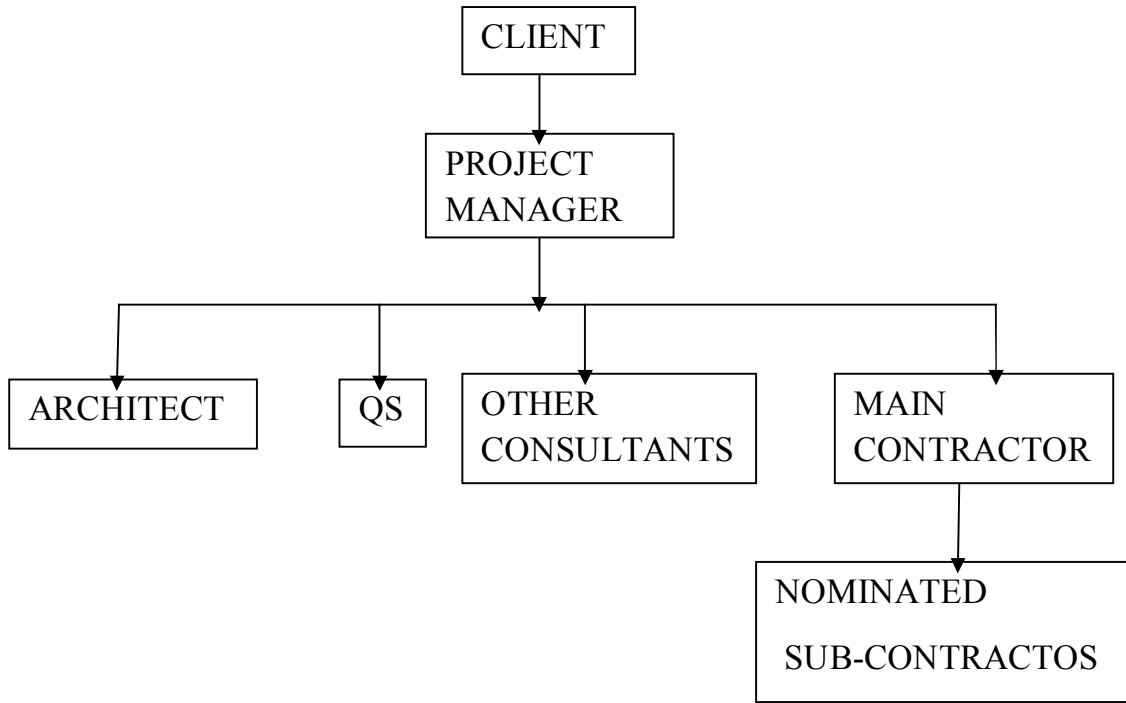 CLIENT
PROJECT
MANAGER
ARCHITECT
QS
OTHER
CONSULTANTS
MAIN
CONTRACTOR
NOMINATED
SUB-CONTRACTOS